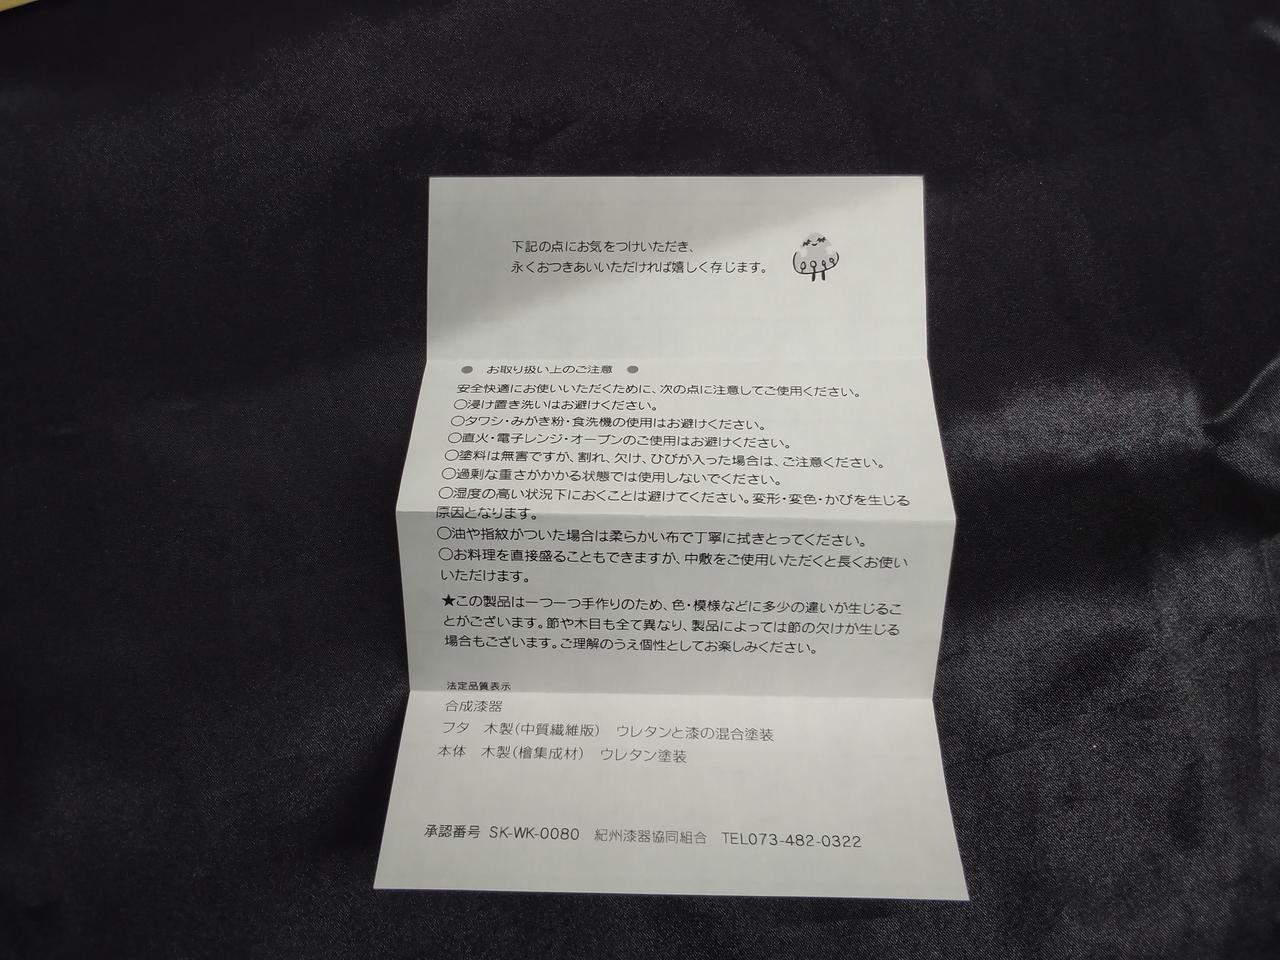 下記の点にお気をつけいただき、
永くおつきあいいただければ嬉しく存じます。
● お取り扱い上のご注意 ●
安全快適にお使いいただくために、次の点に注意してご使用ください。
○浸け置き洗いはお避けください。
○タワシ・みがき粉・食洗機の使用はお避けください。
○直火・電子レンジ・オーブンのご使用はお避けください。
○塗料は無害ですが、割れ、欠け、ひびが入った場合は、ご注意ください。
○過剰な重さがかかる状態では使用しないでください。
○湿度の高い状況下におくことは避けてください。変形・変色・かびを生じる
原因となります。
○油や指紋がついた場合は柔らかい布で丁寧に拭きとってください。
○お料理を直接盛ることもできますが、中敷をご使用いただくと長くお使い
いただけます。
★この製品は一つ一つ手作りのため、色・模様などに多少の違いが生じるこ
とがございます。節や木目も全て異なり、製品によっては節の欠けが生じる
場合もございます。ご理解のうえ個性としてお楽しみください。
法定品質表示
合成漆器
フタ 木製(中質繊維版) ウレタンと漆の混合塗装
本体 木製(檜集成材) ウレタン塗装
承認番号 SK-WK-0080 紀州漆器協同組合 TEL073-482-0322